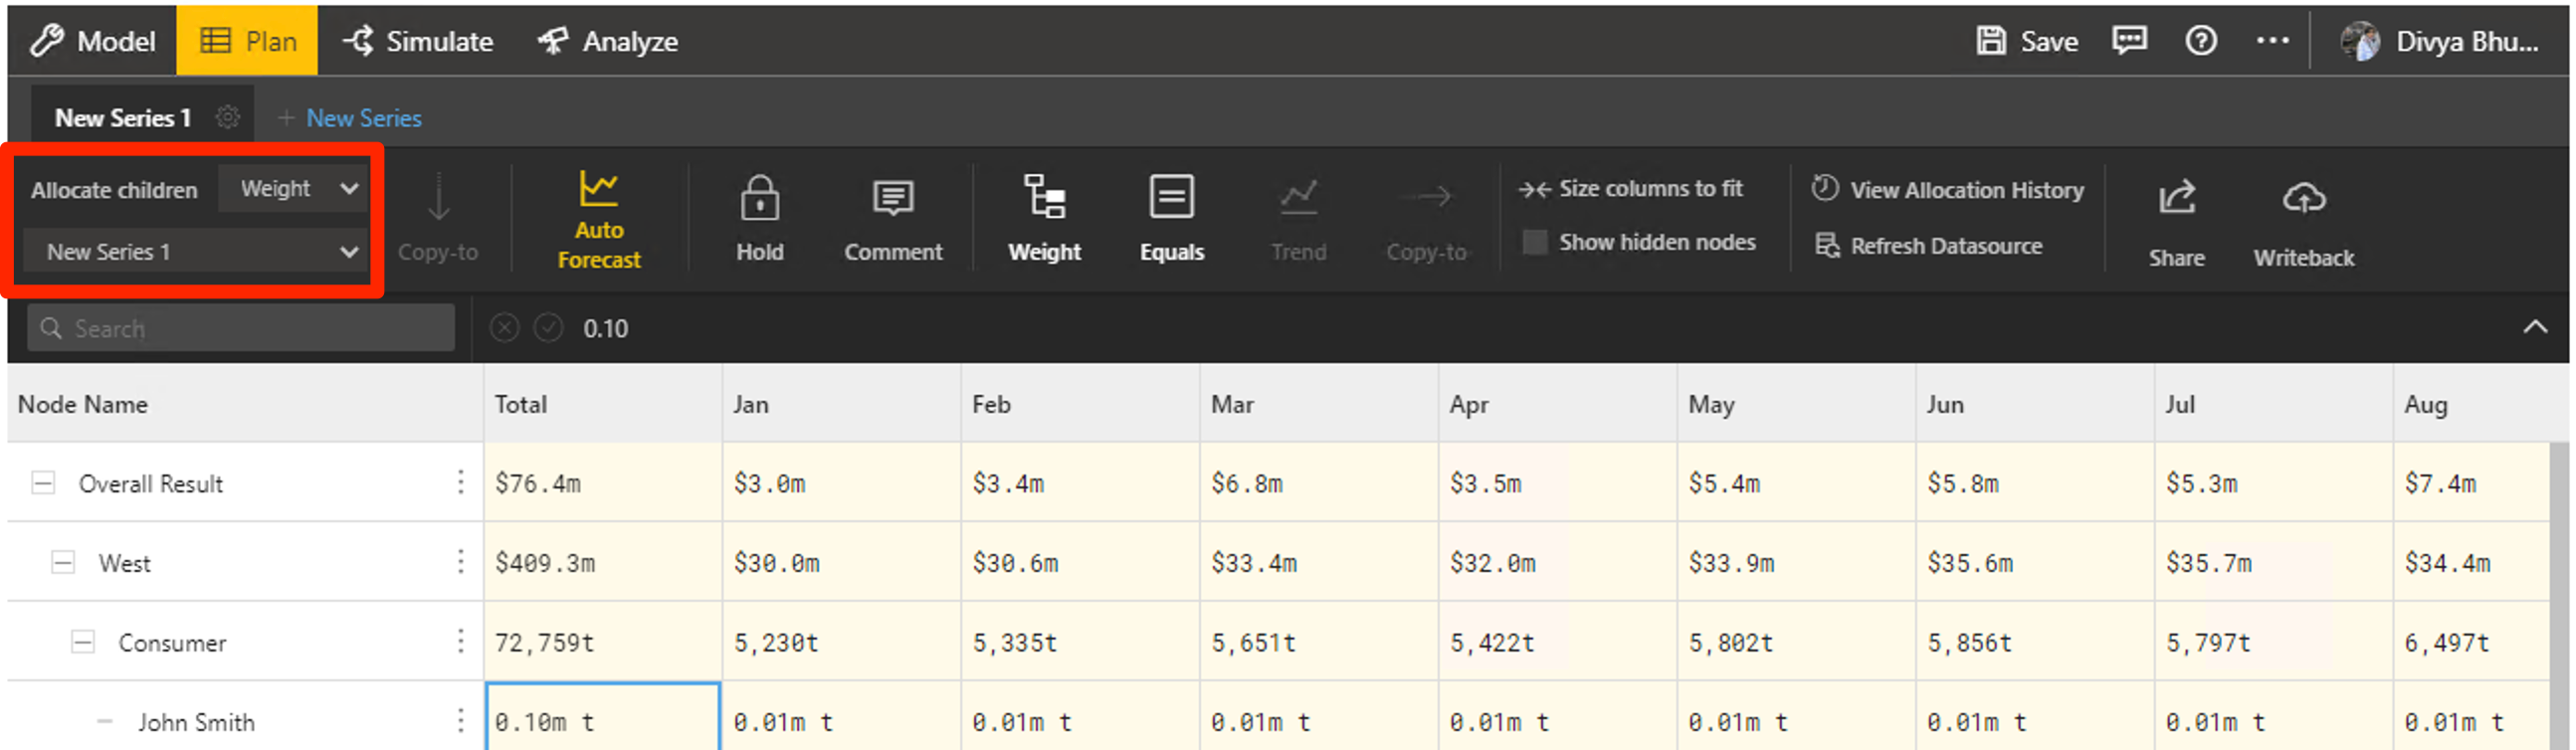 Model Plan Simulate Analyze Save Divya Bhu...
New Series 1 + New Series
Allocate children Weight
New Series 1
Copy-to
Auto
Forecast
Hold
Comment
Weight
Equals
Trend
Copy-to
Size columns to fit
Show hidden nodes
View Allocation History
Refresh Datasource
Share
Writeback
Search 0.10
Node Name Total Jan Feb Mar Apr May Jun Jul Aug
Overall Result $76.4m $3.0m $3.4m $6.8m $3.5m $5.4m $5.8m $5.3m $7.4m
West $409.3m $30.0m $30.6m $33.4m $32.0m $33.9m $35.6m $35.7m $34.4m
Consumer 72,759t 5,230t 5,335t 5,651t 5,422t 5,802t 5,856t 5,797t 6,497t
John Smith 0.10m t 0.01m t 0.01m t 0.01m t 0.01m t 0.01m t 0.01m t 0.01m t 0.01m t